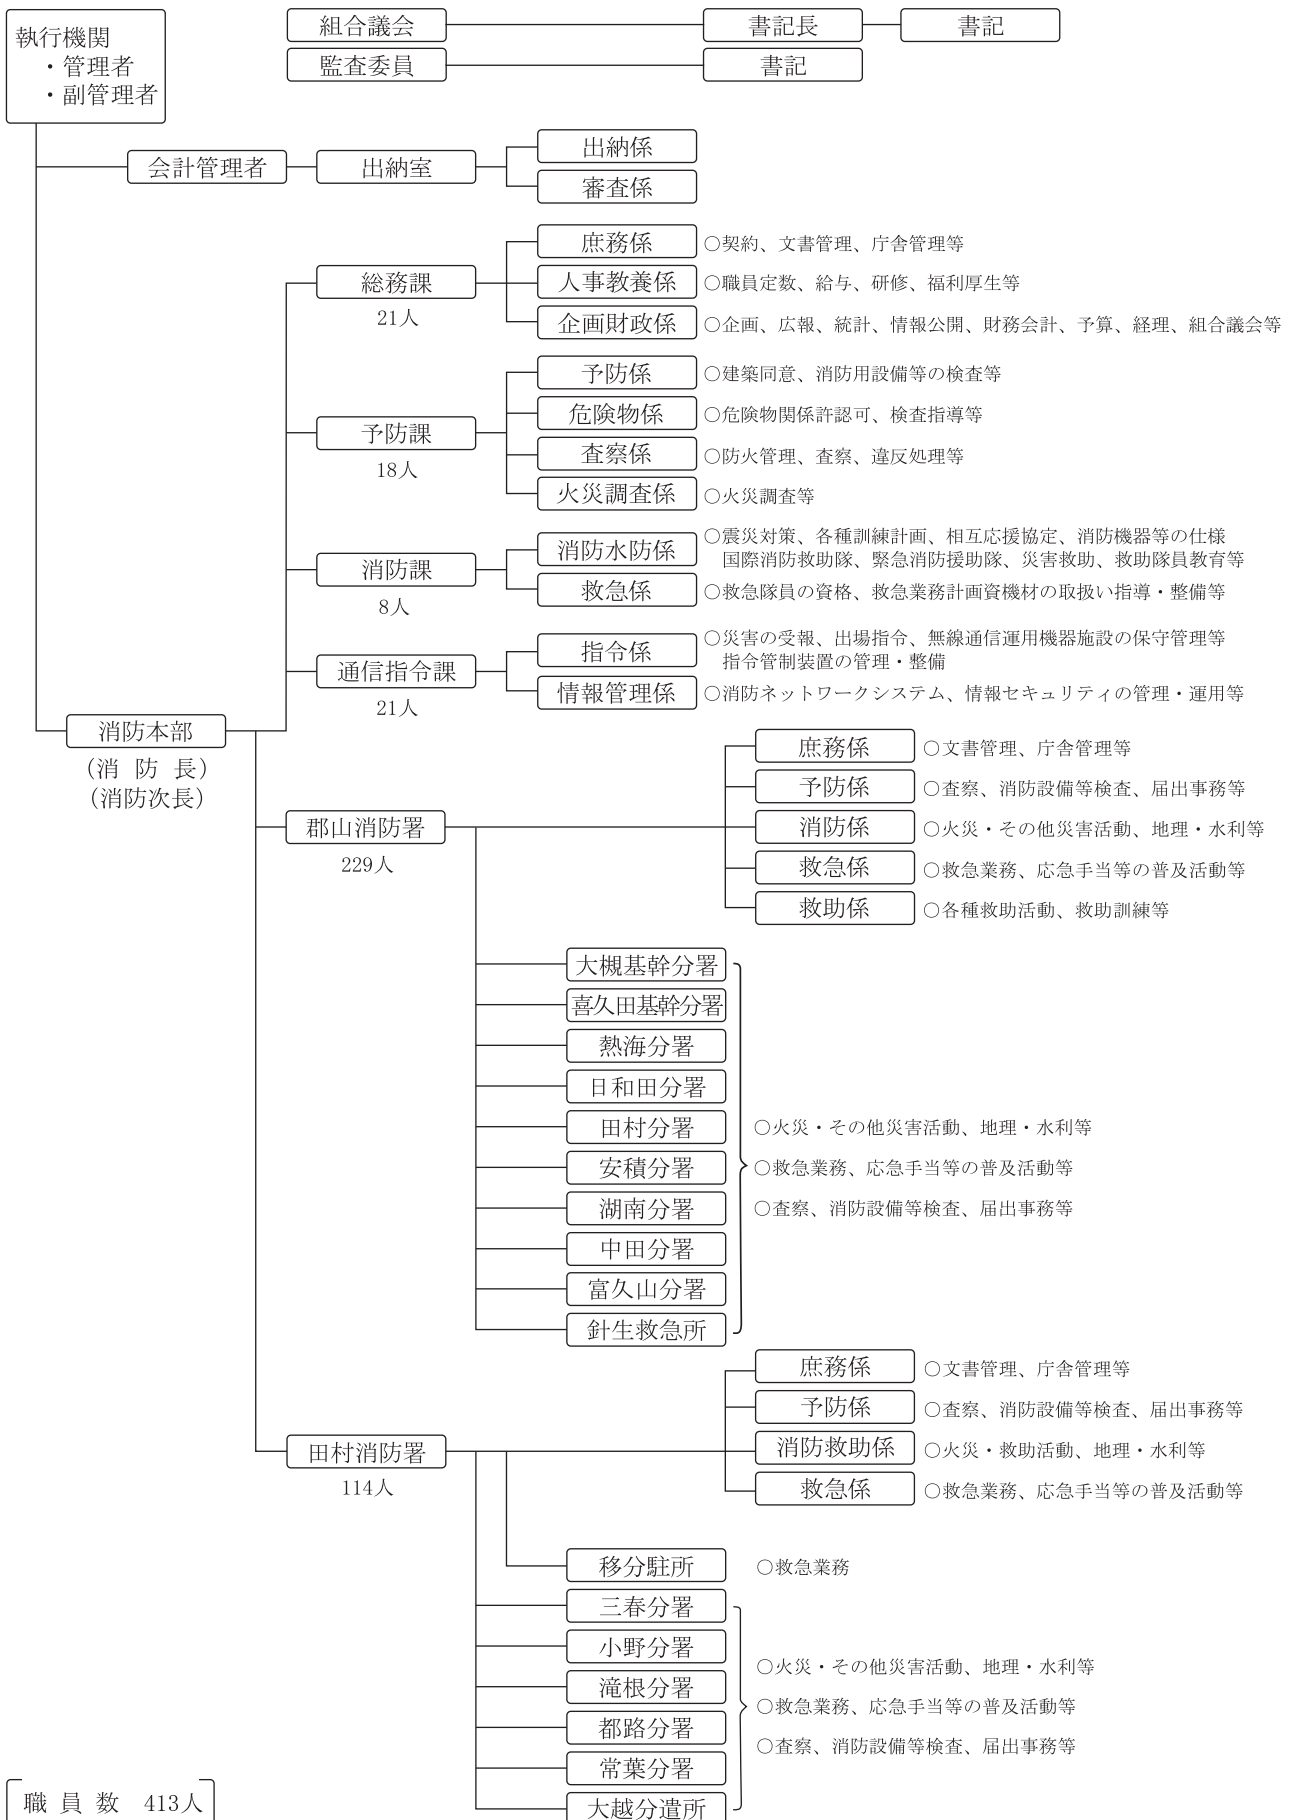 執行機関
・管理者
・副管理者
組合議会 書記長 書記
監査委員 書記
会計管理者 出納室
出納係
審査係
総務課
21人
庶務係 ○契約、文書管理、庁舎管理等
人事教養係 ○職員定数、給与、研修、福利厚生等
企画財政係 ○企画、広報、統計、情報公開、財務会計、予算、経理、組合議会等
予防課
18人
予防係 ○建築同意、消防用設備等の検査等
危険物係 ○危険物関係許認可、検査指導等
査察係 ○防火管理、査察、違反処理等
火災調査係 ○火災調査等
消防課
8人
消防水防係 ○震災対策、各種訓練計画、相互応援協定、消防機器等の仕様
国際消防救助隊、緊急消防援助隊、災害救助、救助隊員教育等
救急係 ○救急隊員の資格、救急業務計画資機材の取扱い指導・整備等
通信指令課
21人
指令係 ○災害の受報、出場指令、無線通信運用機器施設の保守管理等
指令管制装置の管理・整備
情報管理係 ○消防ネットワークシステム、情報セキュリティの管理・運用等
消防本部
（消 防 長）
（消防次長）
郡山消防署
229人
庶務係 ○文書管理、庁舎管理等
予防係 ○査察、消防設備等検査、届出事務等
消防係 ○火災・その他災害活動、地理・水利等
救急係 ○救急業務、応急手当等の普及活動等
救助係 ○各種救助活動、救助訓練等
大槻基幹分署
喜久田基幹分署
熱海分署
日和田分署
田村分署
安積分署
湖南分署
中田分署
富久山分署
針生救急所
○火災・その他災害活動、地理・水利等
○救急業務、応急手当等の普及活動等
○査察、消防設備等検査、届出事務等
田村消防署
114人
庶務係 ○文書管理、庁舎管理等
予防係 ○査察、消防設備等検査、届出事務等
消防救助係 ○火災・救助活動、地理・水利等
救急係 ○救急業務、応急手当等の普及活動等
移分駐所 ○救急業務
三春分署
小野分署
滝根分署
都路分署
常葉分署
大越分遣所
○火災・その他災害活動、地理・水利等
○救急業務、応急手当等の普及活動等
○査察、消防設備等検査、届出事務等
職 員 数 413人